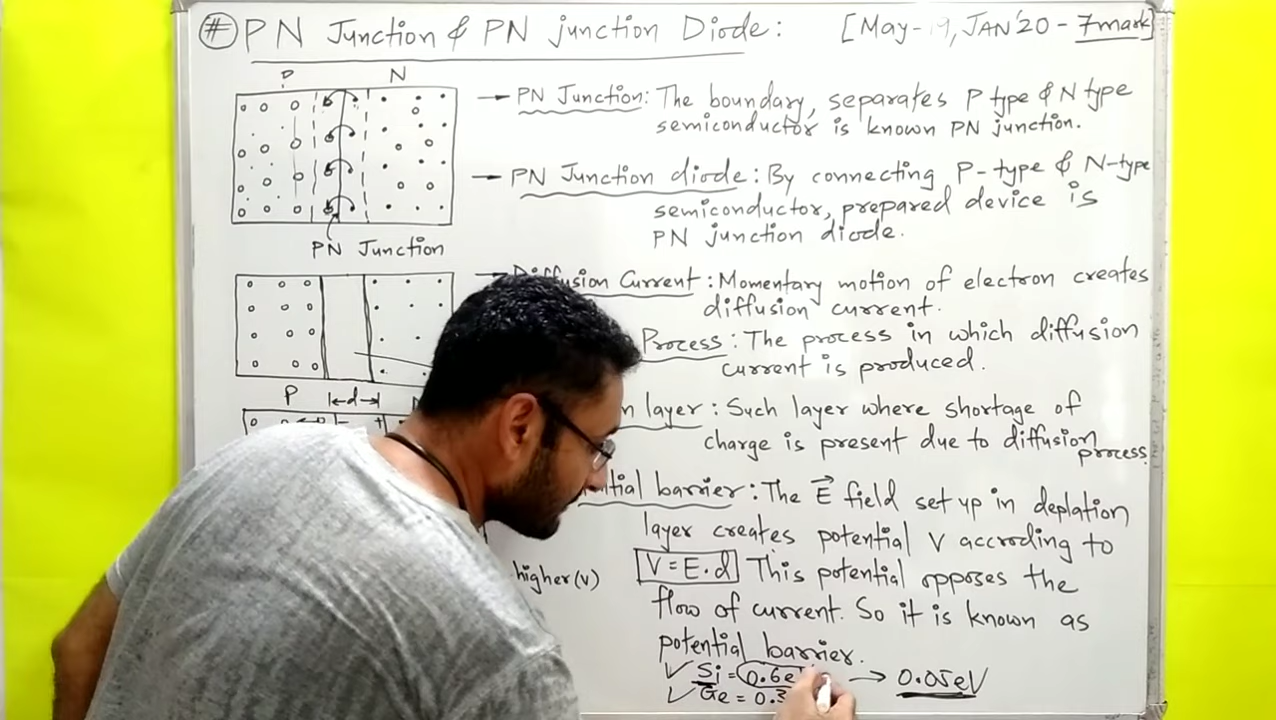 # PN Junction & PN junction Diode: [May-19, JAN'20 - 7mark]
P N
PN Junction
→ PN Junction: The boundary, separates P type & N type
semiconductor is known PN junction.
→ PN Junction diode: By connecting P-type & N-type
semiconductor, prepared device is
PN junction diode.
Diffusion Current: Momentary motion of electron creates
diffusion current.
Process: The process in which diffusion
current is produced.
P d
layer: Such layer where shortage of
charge is present due to diffusion
process.
barrier: The E field set up in deplation
layer creates potential V accroding to
V=E.d This potential opposes the
flow of current. So it is known as
potential barrier.
higher(v)
✓ Si = 0.6e → 0.05eV
✓ Ge = 0.3